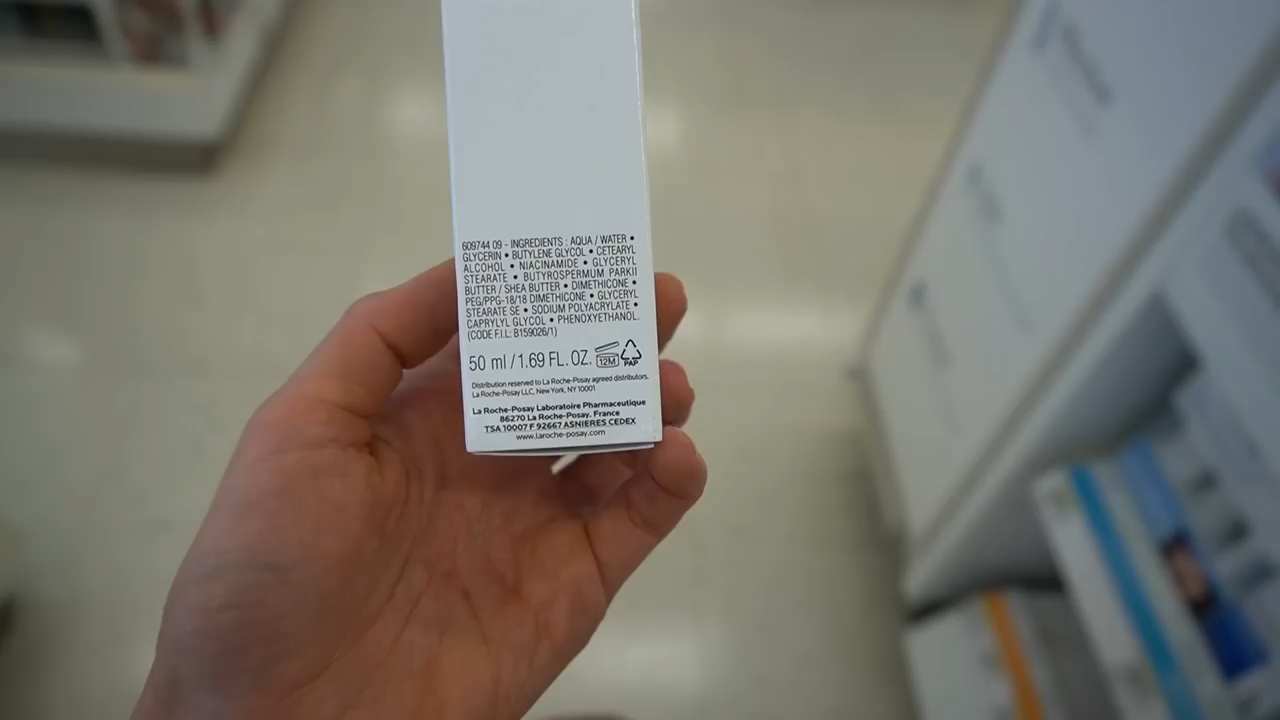 609744 09 - INGREDIENTS : AQUA / WATER •
GLYCERIN • BUTYLENE GLYCOL • CETEARYL
ALCOHOL • NIACINAMIDE • GLYCERYL
STEARATE • BUTYROSPERMUM PARKII
BUTTER / SHEA BUTTER • DIMETHICONE •
PEG/PPG-18/18 DIMETHICONE • GLYCERYL
STEARATE SE • SODIUM POLYACRYLATE •
CAPRYLYL GLYCOL • PHENOXYETHANOL.
(CODE F.I.L: B159026/1)
50 ml / 1.69 FL. OZ. 12M PAP
Distribution reserved to La Roche-Posay agreed distributors.
La Roche-Posay LLC, New York, NY 10001
La Roche-Posay Laboratoire Pharmaceutique
86270 La Roche-Posay. France
TSA 10007 F 92667 ASNIERES CEDEX
www.laroche-posay.com